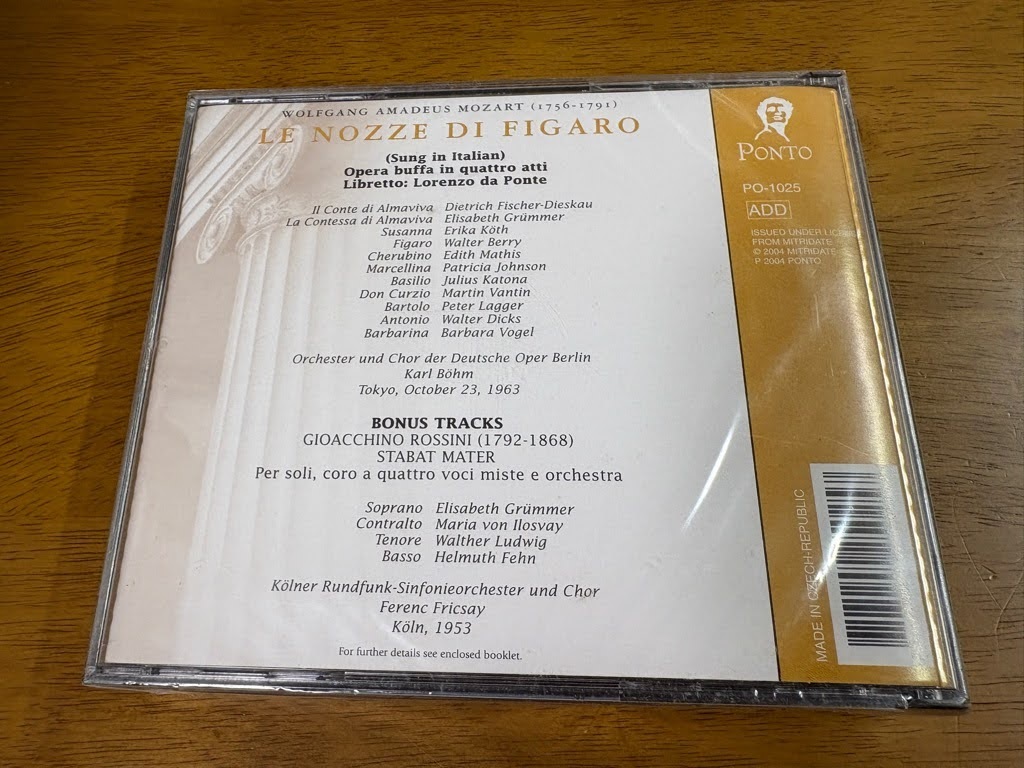 WOLFGANG AMADEUS MOZART (1756-1791)
LE NOZZE DI FIGARO
(Sung in Italian)
Opera buffa in quattro atti
Libretto: Lorenzo da Ponte
Il Conte di Almaviva Dietrich Fischer-Dieskau
La Contessa di Almaviva Elisabeth Grümmer
Susanna Erika Köth
Figaro Walter Berry
Cherubino Edith Mathis
Marcellina Patricia Johnson
Basilio Julius Katona
Don Curzio Martin Vantin
Bartolo Peter Lagger
Antonio Walter Dicks
Barbarina Barbara Vogel
Orchester und Chor der Deutsche Oper Berlin
Karl Böhm
Tokyo, October 23, 1963
BONUS TRACKS
GIOACCHINO ROSSINI (1792-1868)
STABAT MATER
Per soli, coro a quattro voci miste e orchestra
Soprano Elisabeth Grümmer
Contralto Maria von Ilosvay
Tenore Walther Ludwig
Basso Helmuth Fehn
Kölner Rundfunk-Sinfonieorchester und Chor
Ferenc Fricsay
Köln, 1953
For further details see enclosed booklet.
PONTO
PO-1025
ADD
ISSUED UNDER
FROM MITRIDATE
© 2004 MITRIDATE
P 2004 PONTO
MADE IN CZECH-REPUBLIC